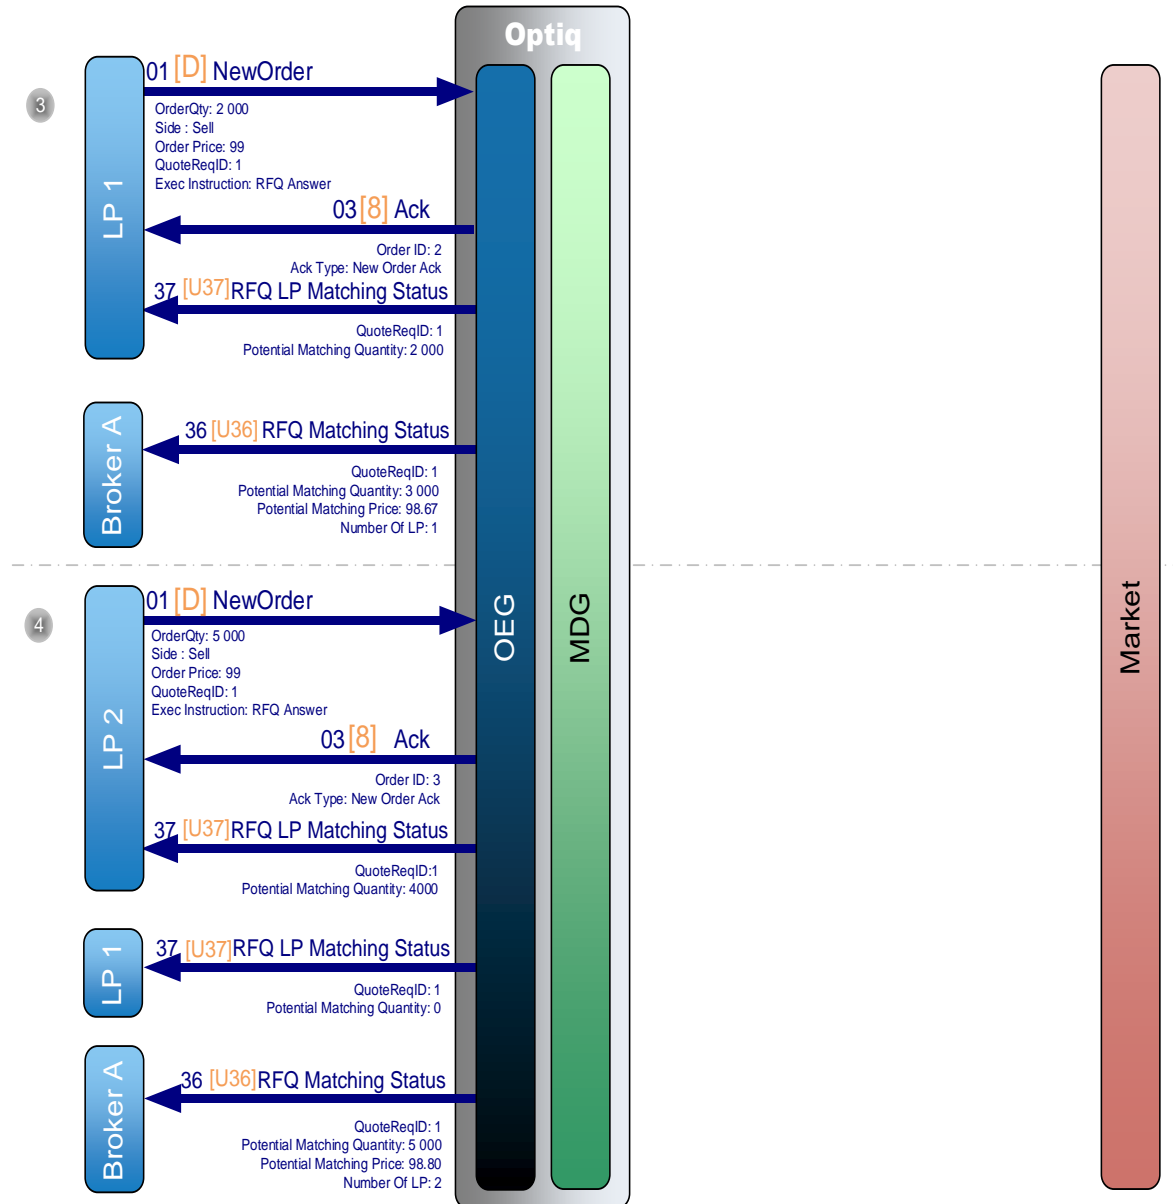 Optiq
3
LP 1
01 [D] NewOrder
OrderQty: 2 000
Side : Sell
Order Price: 99
QuoteReqID: 1
Exec Instruction: RFQ Answer
03 [8] Ack
Order ID: 2
Ack Type: New Order Ack
37 [U37] RFQ LP Matching Status
QuoteReqID: 1
Potential Matching Quantity: 2 000
Broker A
36 [U36] RFQ Matching Status
QuoteReqID: 1
Potential Matching Quantity: 3 000
Potential Matching Price: 98.67
Number Of LP: 1
OEG
MDG
Market
4
LP 2
01 [D] NewOrder
OrderQty: 5 000
Side : Sell
Order Price: 99
QuoteReqID: 1
Exec Instruction: RFQ Answer
03 [8] Ack
Order ID: 3
Ack Type: New Order Ack
37 [U37] RFQ LP Matching Status
QuoteReqID:1
Potential Matching Quantity: 4000
LP 1
37 [U37] RFQ LP Matching Status
QuoteReqID: 1
Potential Matching Quantity: 0
Broker A
36 [U36] RFQ Matching Status
QuoteReqID: 1
Potential Matching Quantity: 5 000
Potential Matching Price: 98.80
Number Of LP: 2